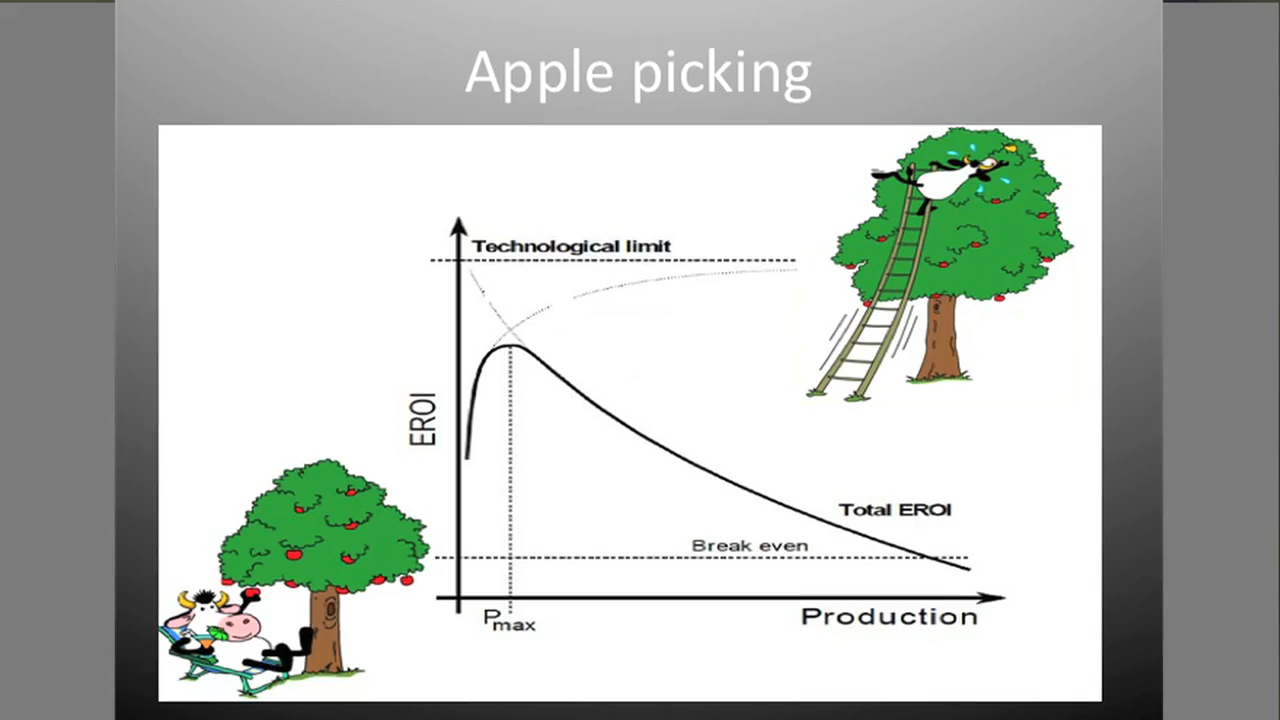 Apple picking
Technological limit
EROI
Total EROI
Break even
Pmax
Production